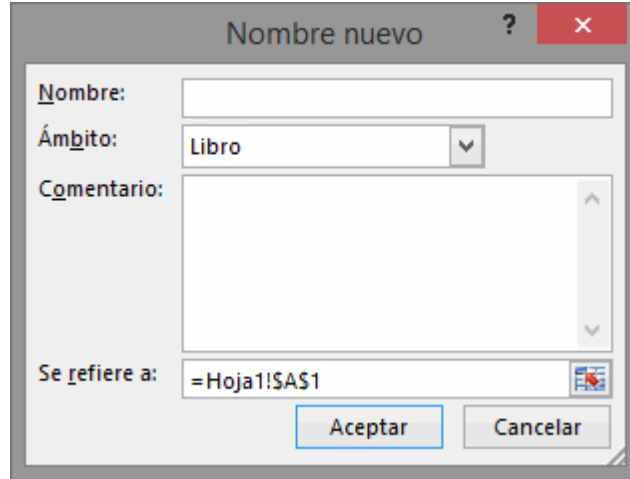 Nombre nuevo ?
Nombre:
Ámbito: Libro
Comentario:
Se refiere a: =Hoja1!$A$1
Aceptar Cancelar